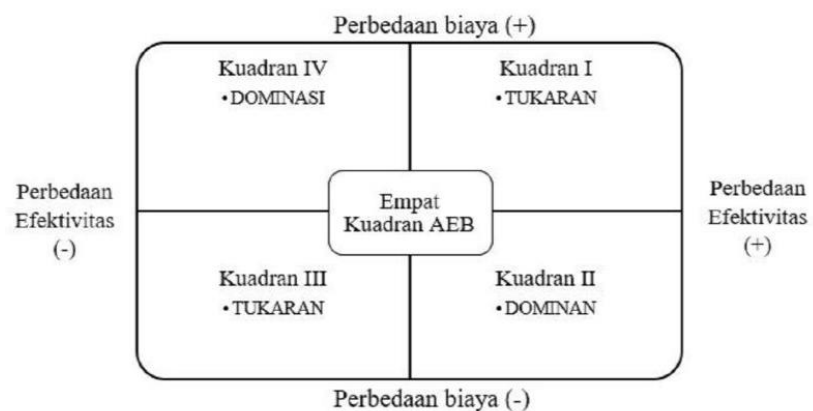 Perbedaan biaya (+)
Kuadran IV
•DOMINASI
Kuadran I
•TUKARAN
Perbedaan
Efektivitas
(-)
Empat
Kuadran AEB
Perbedaan
Efektivitas
(+)
Kuadran III
•TUKARAN
Kuadran II
•DOMINAN
Perbedaan biaya (-)